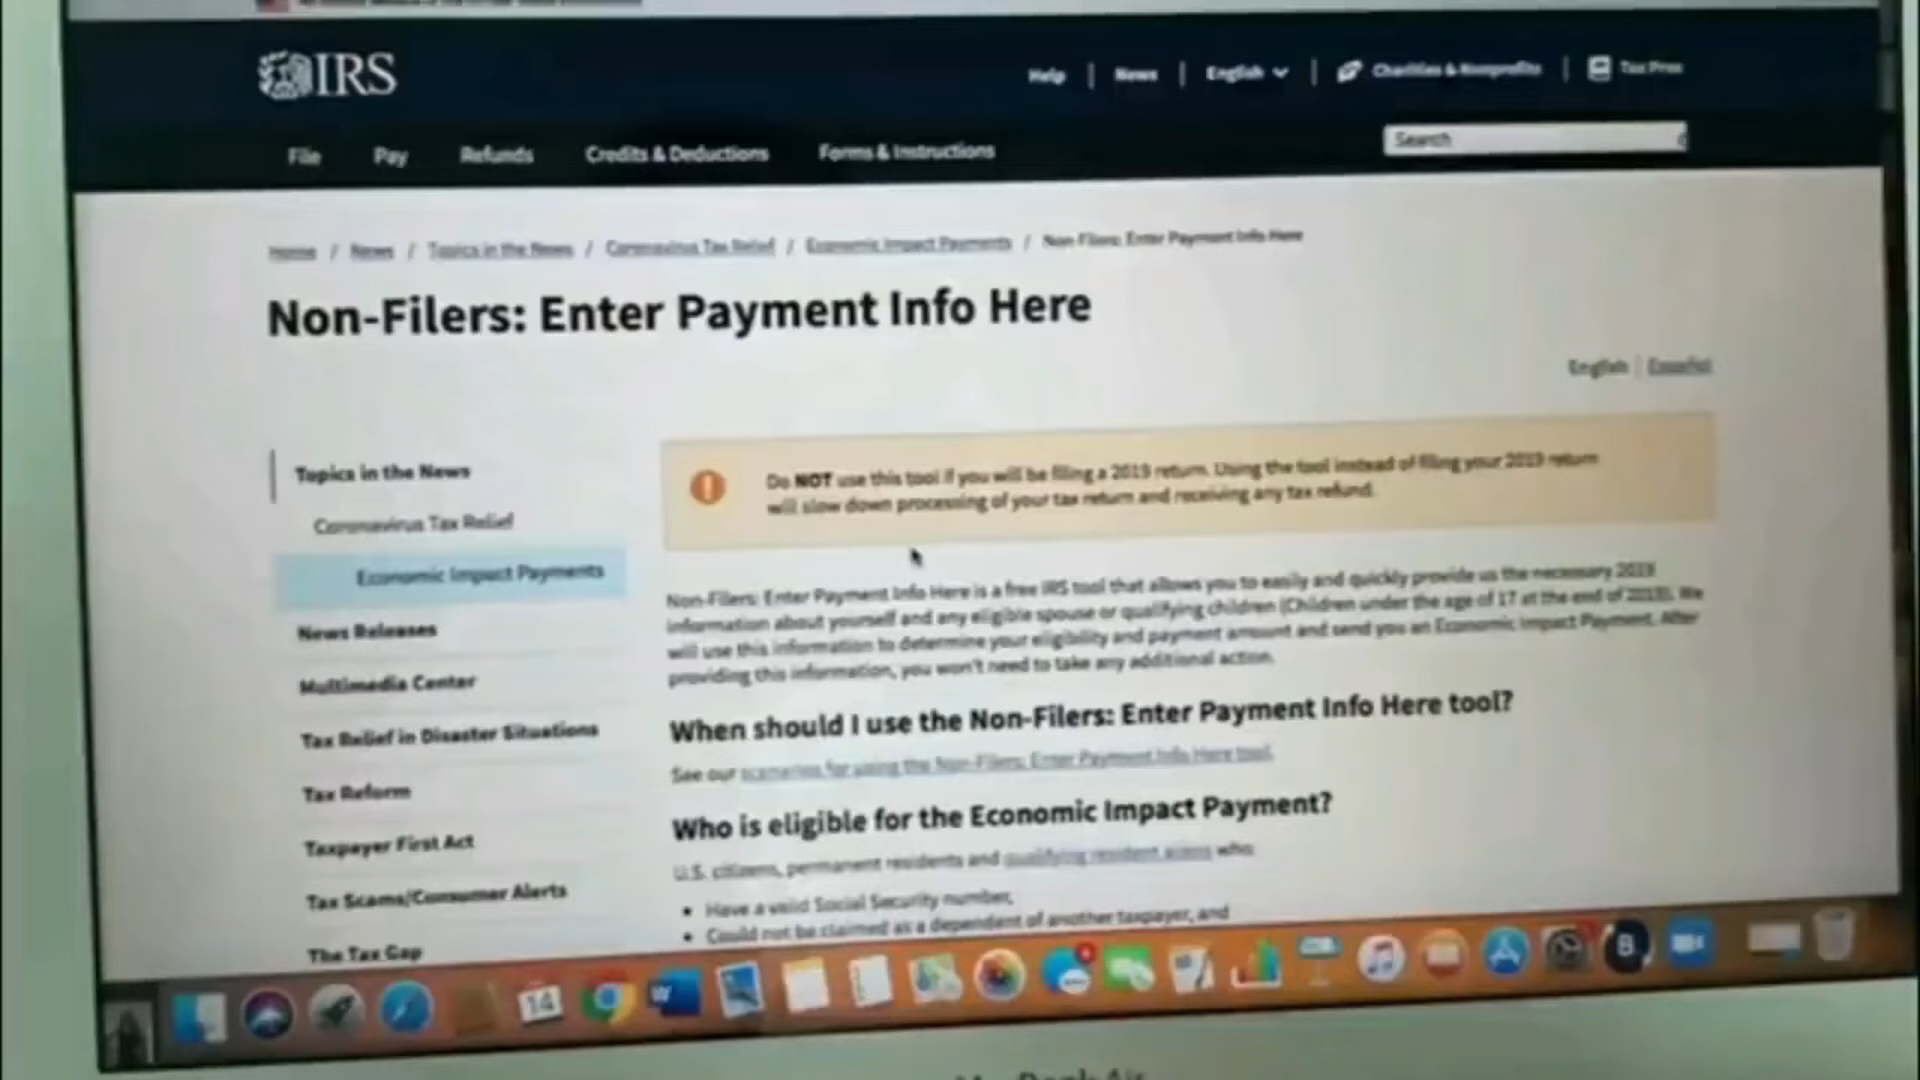 IRS
Help | News | English | Charities & Nonprofits | Tax Pros
File Pay Refunds Credits & Deductions Forms & Instructions
Search
Home / News / Topics in the News / Coronavirus Tax Relief / Economic Impact Payments / Non-Filers: Enter Payment Info Here
Non-Filers: Enter Payment Info Here
English | Español
Topics in the News
Coronavirus Tax Relief
Economic Impact Payments
News Releases
Multimedia Center
Tax Relief in Disaster Situations
Tax Reform
Taxpayer First Act
Tax Scams/Consumer Alerts
The Tax Gap
Do NOT use this tool if you will be filing a 2019 return. Using the tool instead of filing your 2019 return
will slow down processing of your tax return and receiving any tax refund.
Non-Filers: Enter Payment Info Here is a free IRS tool that allows you to easily and quickly provide us the necessary 2019
information about yourself and any eligible spouse or qualifying children (Children under the age of 17 at the end of 2019). We
will use this information to determine your eligibility and payment amount and send you an Economic Impact Payment. After
providing this information, you won't need to take any additional action.
When should I use the Non-Filers: Enter Payment Info Here tool?
See our scenarios for using the Non-Filers: Enter Payment Info Here tool.
Who is eligible for the Economic Impact Payment?
U.S. citizens, permanent residents and qualifying resident aliens who:
• Have a valid Social Security number,
• Could not be claimed as a dependent of another taxpayer, and
14
W
B